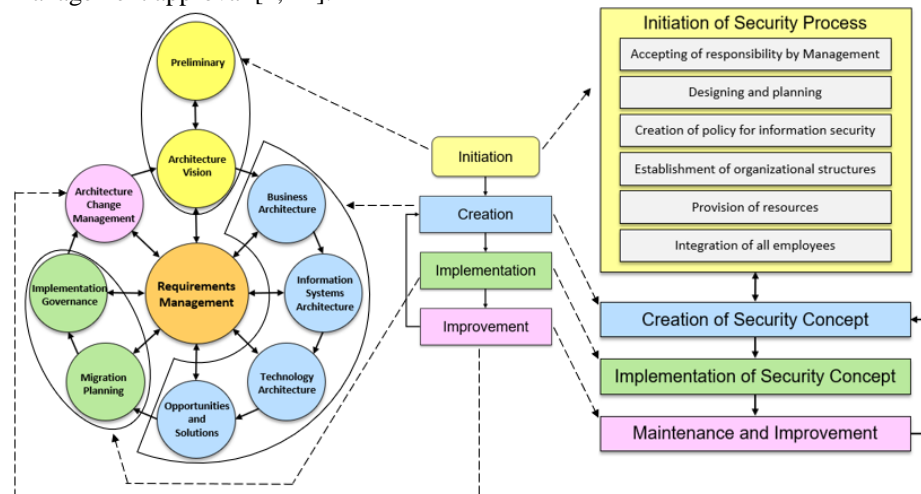 Initiation of Security Process
Accepting of responsibility by Management
Designing and planning
Creation of policy for information security
Establishment of organizational structures
Provision of resources
Integration of all employees
Creation of Security Concept
Implementation of Security Concept
Maintenance and Improvement
Initiation
Creation
Implementation
Improvement
Preliminary
Architecture
Vision
Business
Architecture
Information
Systems
Architecture
Technology
Architecture
Opportunities
and
Solutions
Migration
Planning
Implementation
Governance
Architecture
Change
Management
Requirements
Management